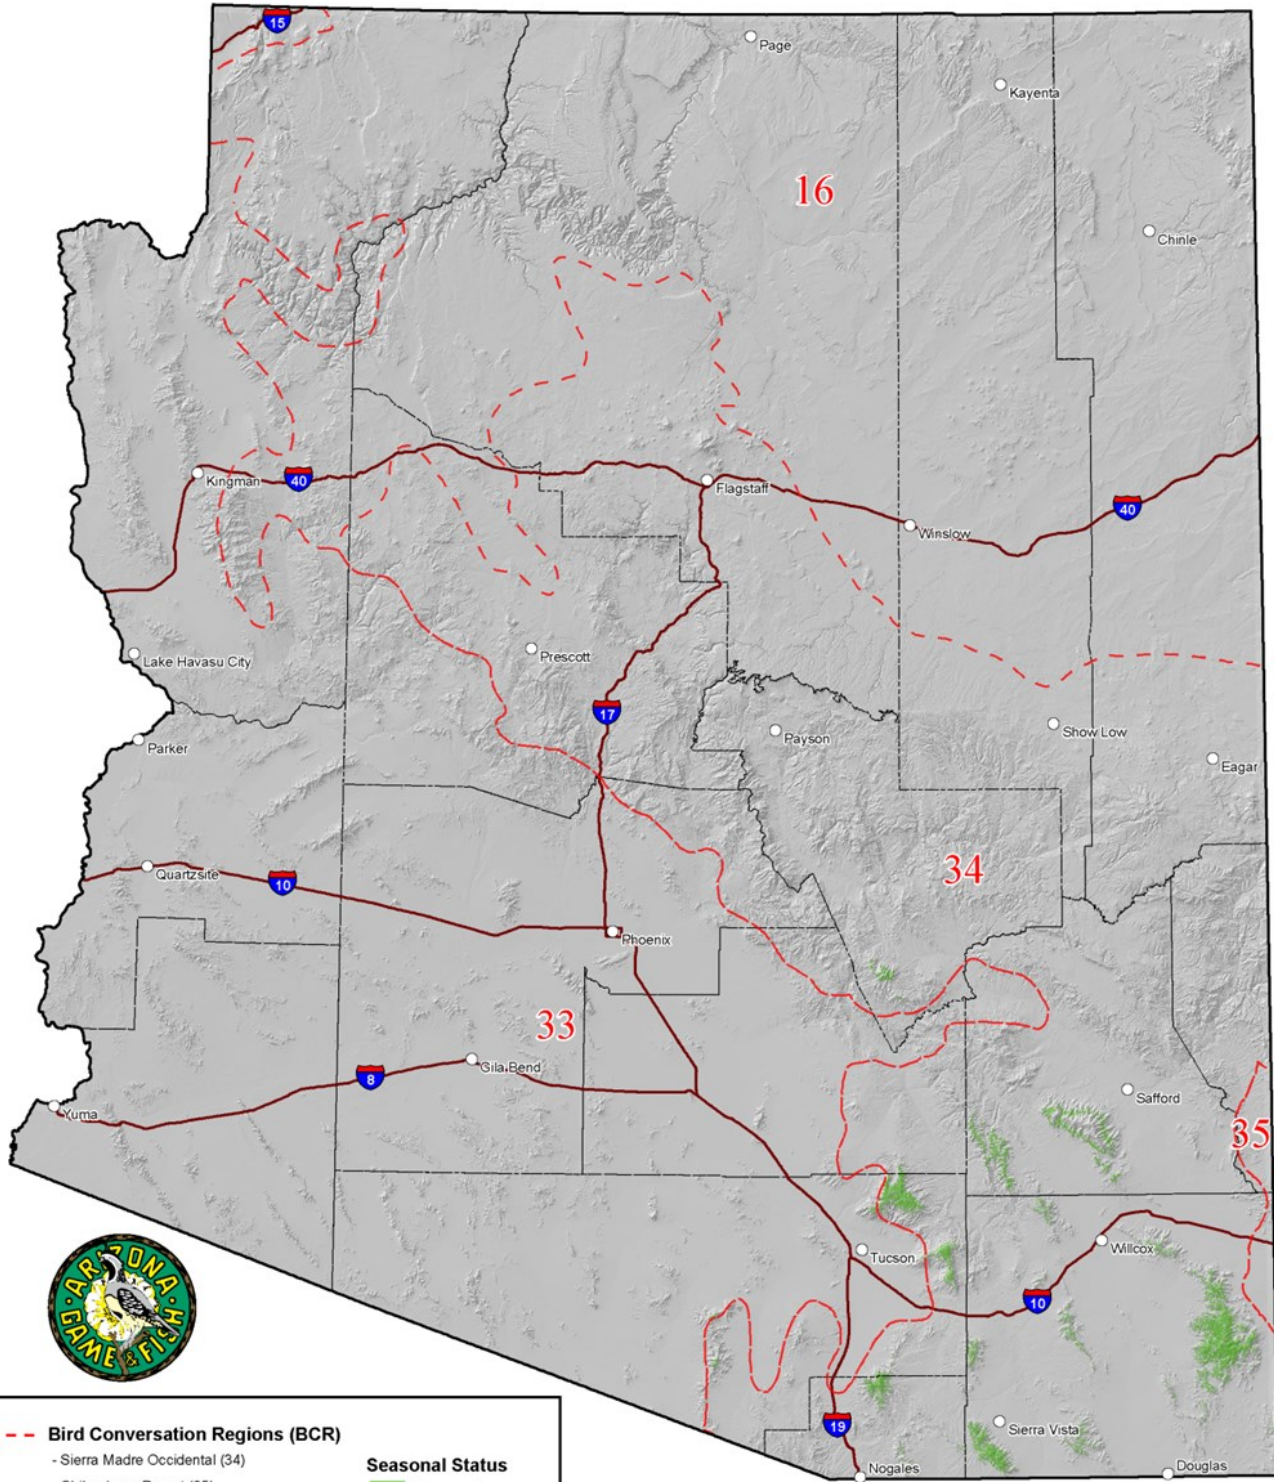 15
Page
Kayenta
16
Chinle
Kingman
40
Flagstaff
40
Winslow
Lake Havasu City
Prescott
17
Parker
Payson
Show Low
Eagar
Quartzsite
10
34
Phoenix
33
Gila Bend
8
Safford
Yuma
35
Tucson
Willcox
10
ARIZONA
GAME & FISH
19
Sierra Vista
Nogales
Douglas
Bird Conversation Regions (BCR)
- Sierra Madre Occidental (34)
Seasonal Status